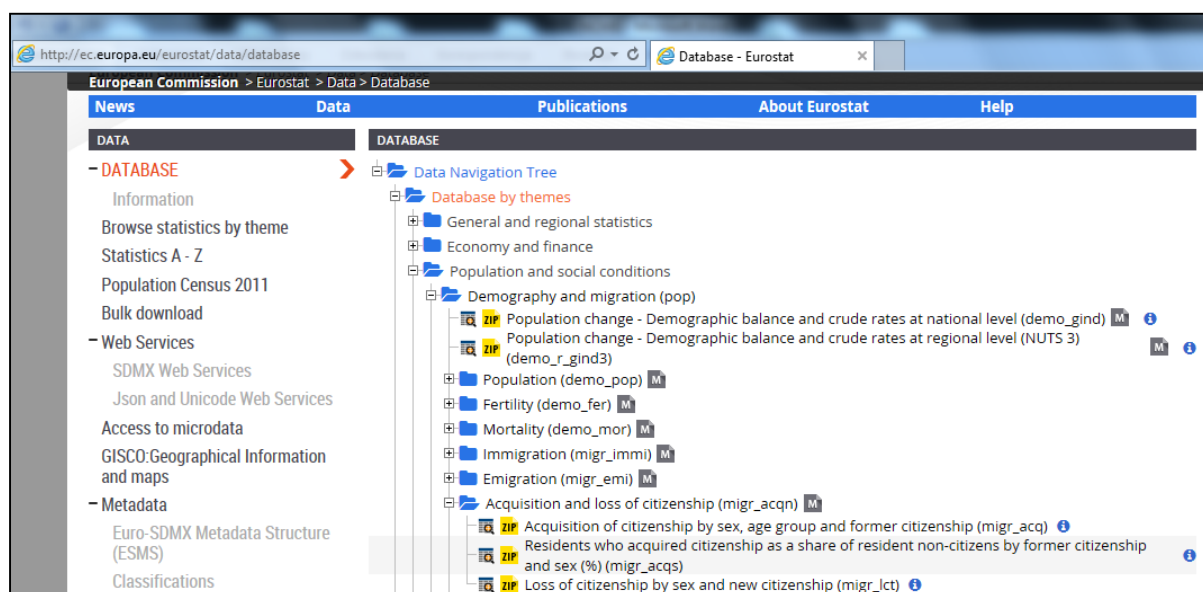 http://ec.europa.eu/eurostat/data/database
Database - Eurostat
European Commission > Eurostat > Data > Database
News Data Publications About Eurostat Help
DATA
DATABASE
Information
Browse statistics by theme
Statistics A - Z
Population Census 2011
Bulk download
Web Services
SDMX Web Services
Json and Unicode Web Services
Access to microdata
GISCO:Geographical Information
and maps
Metadata
Euro-SDMX Metadata Structure
(ESMS)
Classifications
DATABASE
Data Navigation Tree
Database by themes
General and regional statistics
Economy and finance
Population and social conditions
Demography and migration (pop)
ZIP Population change - Demographic balance and crude rates at national level (demo_gind) M i
ZIP Population change - Demographic balance and crude rates at regional level (NUTS 3)
(demo_r_gind3) M i
Population (demo_pop) M
Fertility (demo_fer) M
Mortality (demo_mor) M
Immigration (migr_immi) M
Emigration (migr_emi) M
Acquisition and loss of citizenship (migr_acqn) M
ZIP Acquisition of citizenship by sex, age group and former citizenship (migr_acq) i
ZIP Residents who acquired citizenship as a share of resident non-citizens by former citizenship
and sex (%) (migr_acqs) i
ZIP Loss of citizenship by sex and new citizenship (migr_lct) i